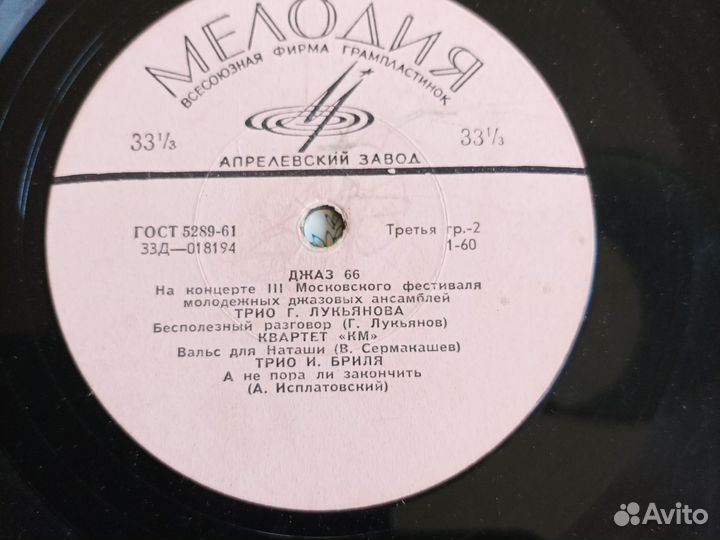 МЕЛОДИЯ
ВСЕСОЮЗНАЯ ФИРМА ГРАМПЛАСТИНОК
33⅓ 33⅓
АПРЕЛЕВСКИЙ ЗАВОД
ГОСТ 5289-61 Третья гр.-2
33Д—018194 1-60
ДЖАЗ 66
На концерте III Московского фестиваля
молодежных джазовых ансамблей
ТРИО Г. ЛУКЬЯНОВА
Бесполезный разговор (Г. Лукьянов)
КВАРТЕТ «КМ»
Вальс для Наташи (В. Сермакашев)
ТРИО И. БРИЛЯ
А не пора ли закончить
(А. Исплатовский)
Avito